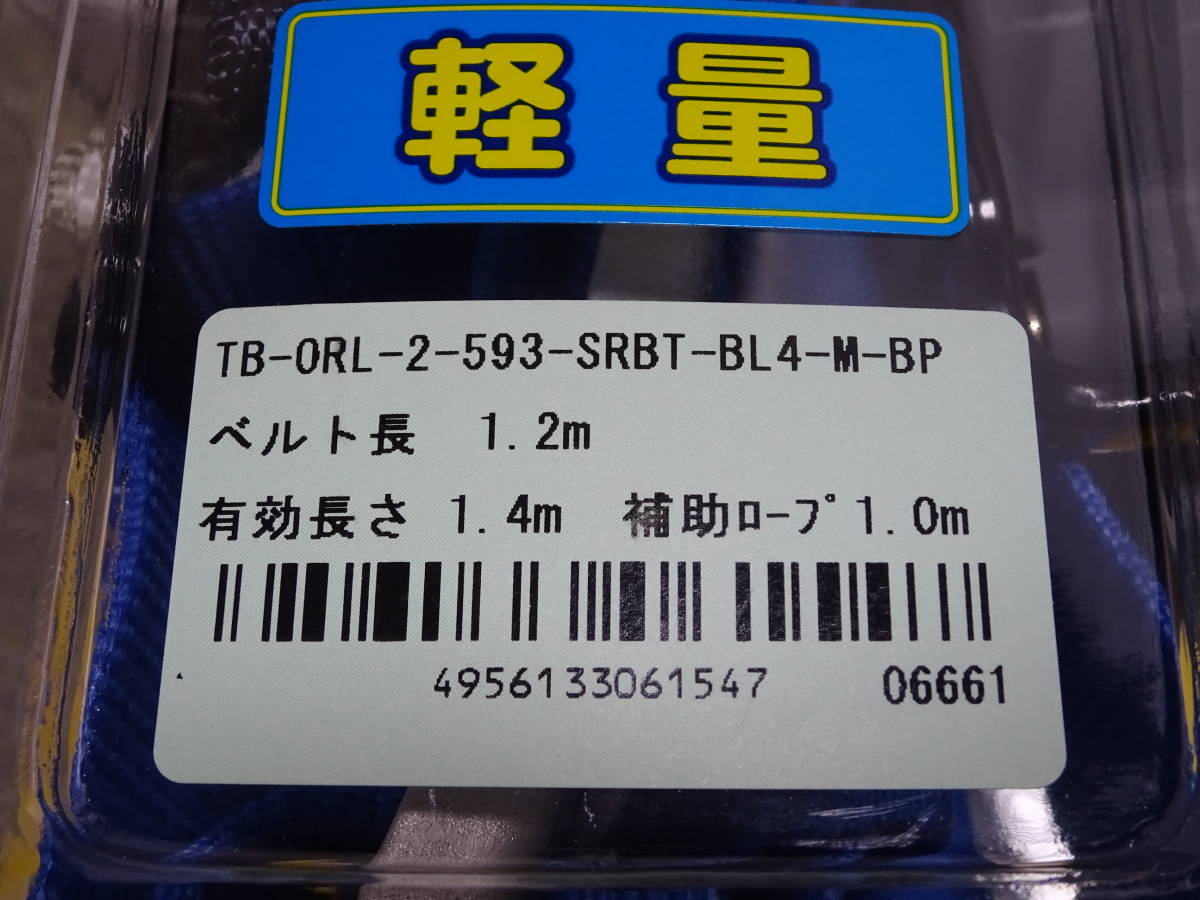 軽量
TB-ORL-2-593-SRBT-BL4-M-BP
ベルト長 1.2m
有効長さ 1.4m 補助ﾛｰﾌﾟ1.0m
4956133061547 06661